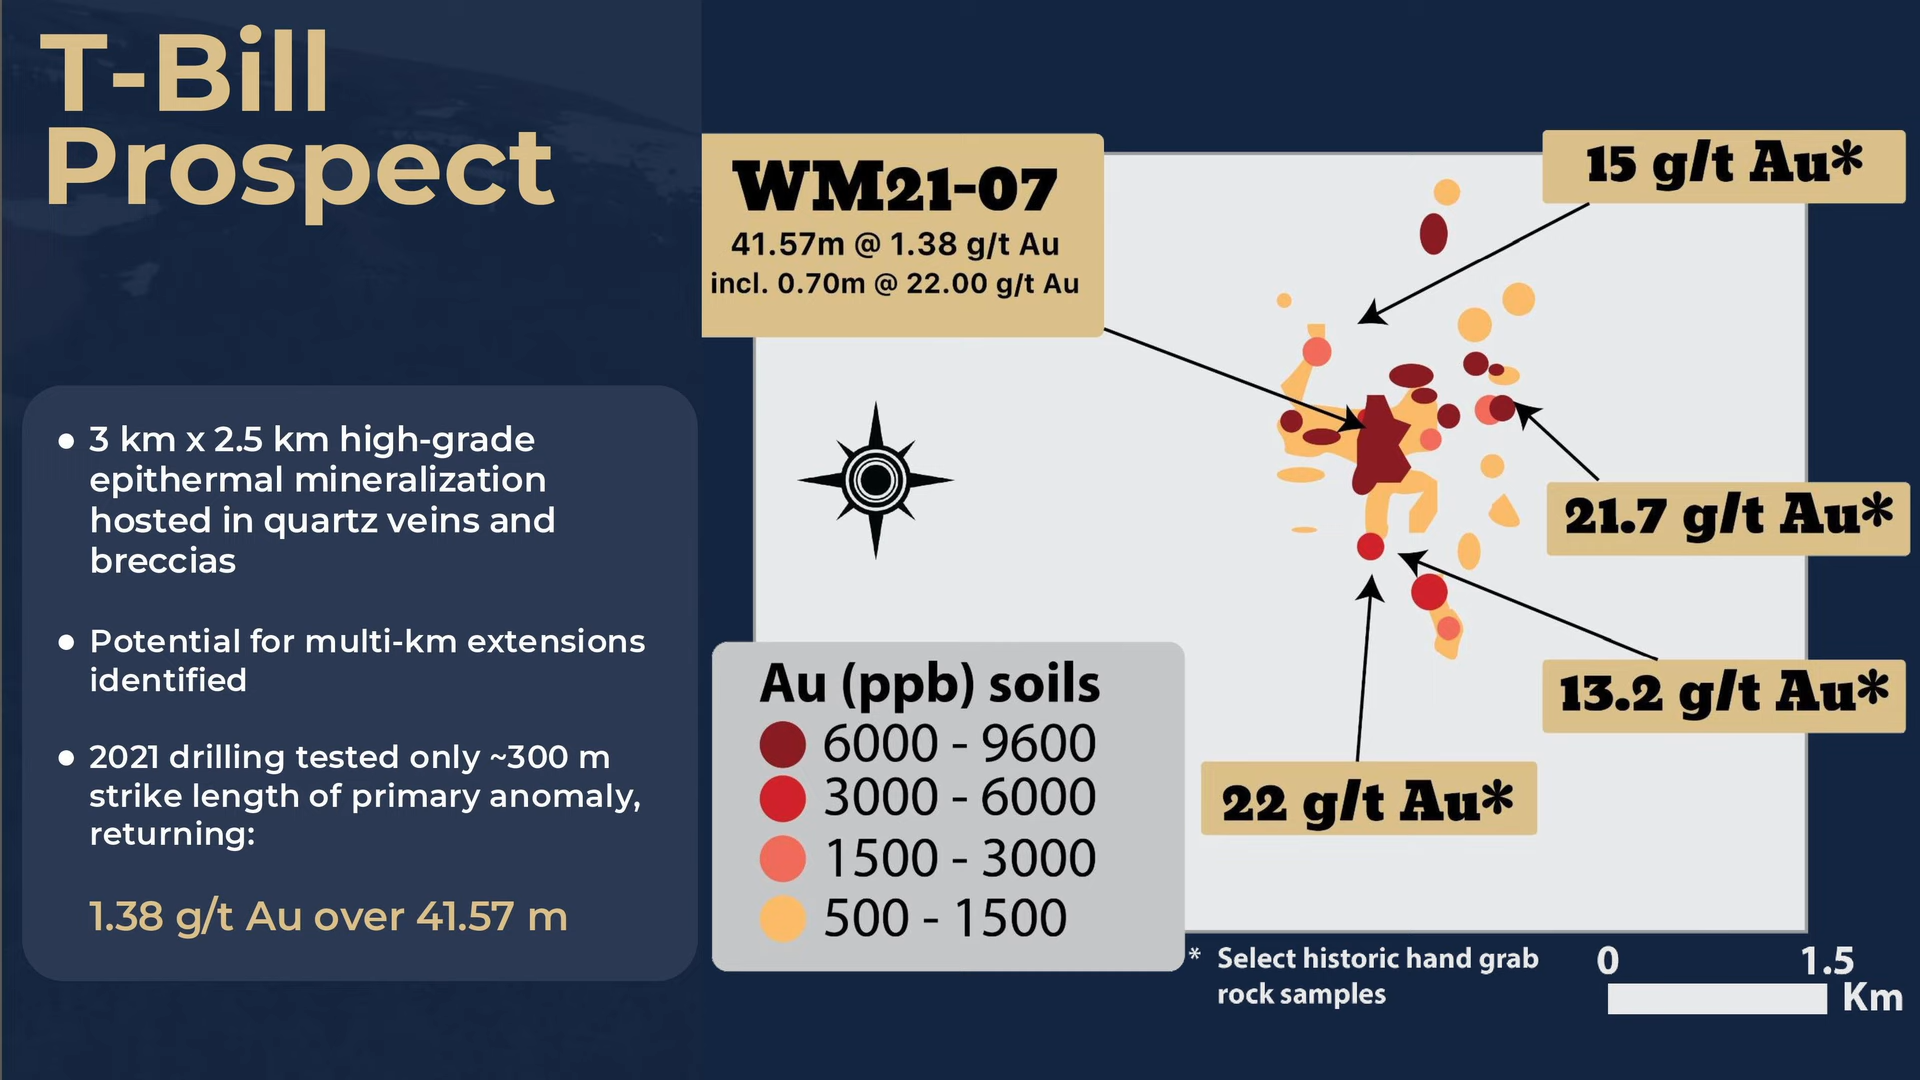 T-Bill
Prospect
● 3 km x 2.5 km high-grade
epithermal mineralization
hosted in quartz veins and
breccias
● Potential for multi-km extensions
identified
● 2021 drilling tested only ~300 m
strike length of primary anomaly,
returning:
1.38 g/t Au over 41.57 m
WM21-07
41.57m @ 1.38 g/t Au
incl. 0.70m @ 22.00 g/t Au
15 g/t Au*
21.7 g/t Au*
13.2 g/t Au*
22 g/t Au*
Au (ppb) soils
6000 - 9600
3000 - 6000
1500 - 3000
500 - 1500
* Select historic hand grab
rock samples
0 1.5
Km